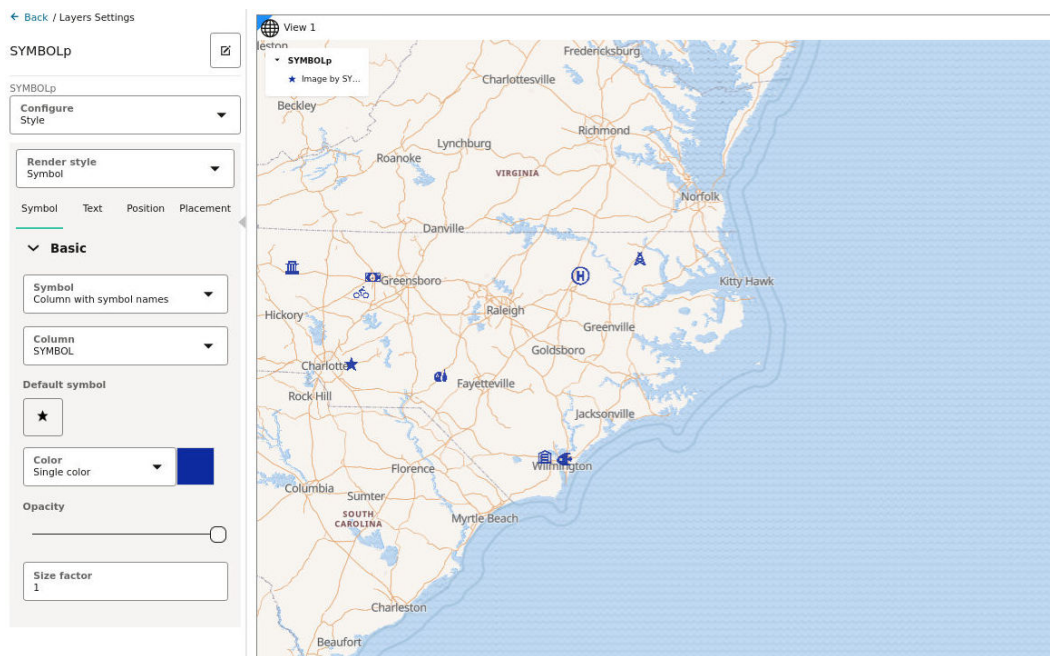 Back / Layers Settings
SYMBOLp
SYMBOLp
Configure
Style
Render style
Symbol
Symbol Text Position Placement
Basic
Symbol
Column with symbol names
Column
SYMBOL
Default symbol
Color
Single color
Opacity
Size factor
1
View 1
leston
SYMBOLp
Image by SY...
Fredericksburg
Charlottesville
Beckley
Richmond
Lynchburg
Roanoke
VIRGINIA
Norfolk
Danville
H
Greensboro
Kitty Hawk
Hickory
Raleigh
Greenville
Goldsboro
Charlotte
Fayetteville
Rock Hill
Jacksonville
Wilmington
Florence
Columbia
Sumter
SOUTH
CAROLINA
Myrtle Beach
Charleston
Beaufort